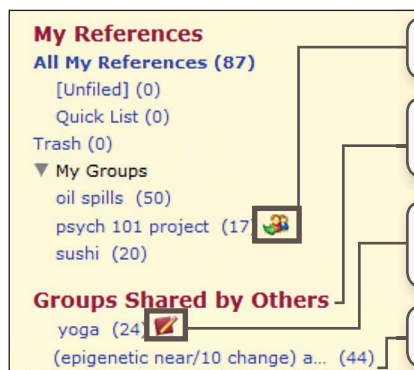 My References
All My References (87)
[Unfiled] (0)
Quick List (0)
Trash (0)
My Groups
oil spills (50)
psych 101 project (17)
sushi (20)
Groups Shared by Others
yoga (24)
(epigenetic near/10 change) a... (44)